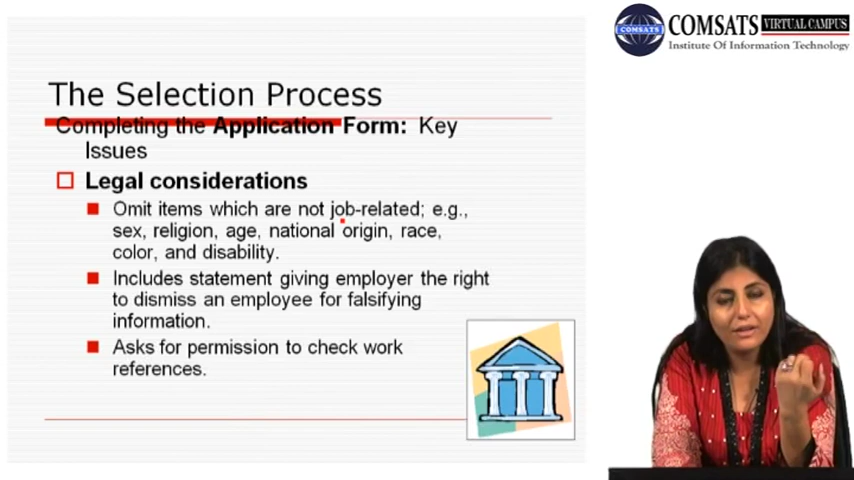 COMSATS VIRTUAL CAMPUS
COMSATS
Institute Of Information Technology
The Selection Process
Completing the Application Form: Key
Issues
Legal considerations
Omit items which are not job-related; e.g.,
sex, religion, age, national origin, race,
color, and disability.
Includes statement giving employer the right
to dismiss an employee for falsifying
information.
Asks for permission to check work
references.